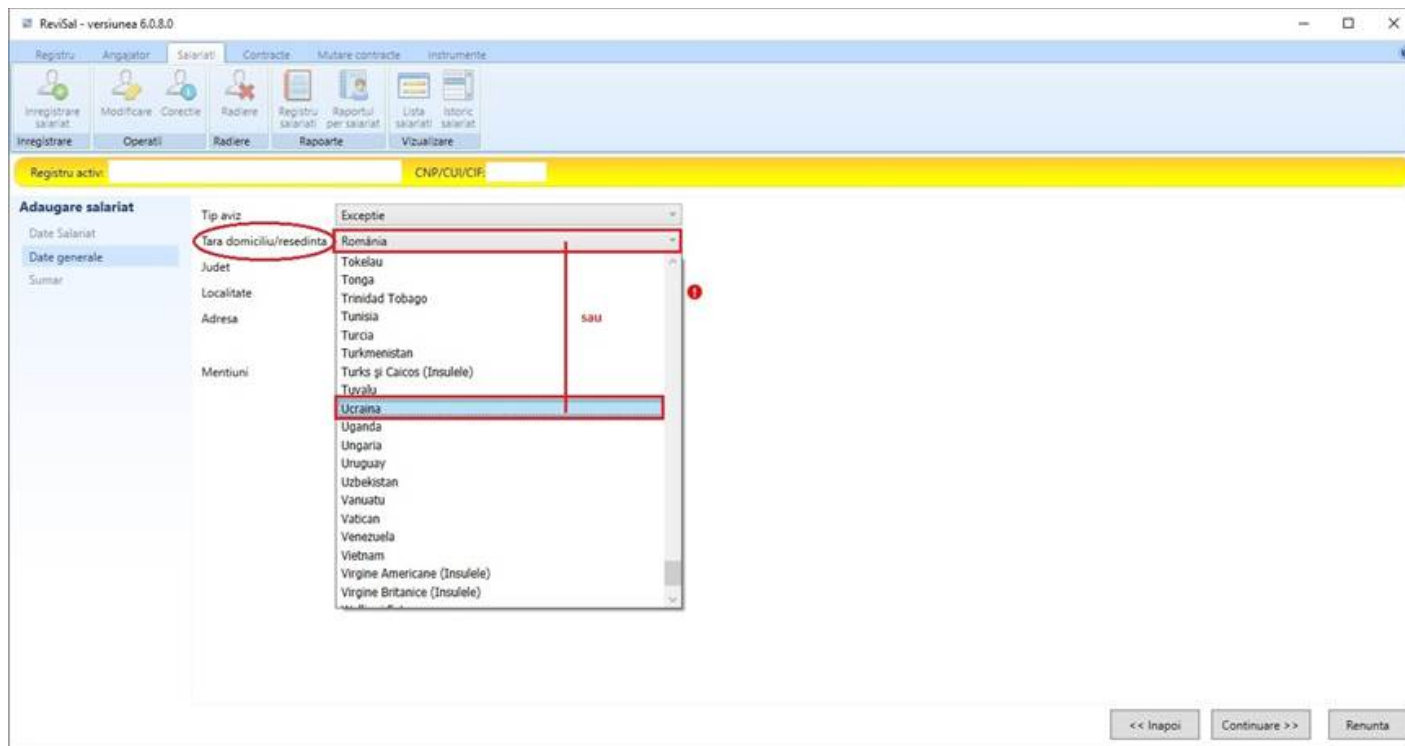 ReviSal - versiunea 6.0.8.0
Registru Angajator Salariati Contracte Mutare contracte Instrumente
Inregistrare salariat Modificare Corectie Radiere Registru salariati Raportul per salariat Lista salariati Istoric salariat
Inregistrare Operatii Radiere Rapoarte Vizualizare
Registru activ: CNP/CUI/CIF:
Adaugare salariat
Date Salariat
Date generale
Sumar
Tip aviz Exceptie
Tara domiciliu/resedinta România
Judet
Localitate
Adresa
Mentiuni
Tokelau
Tonga
Trinidad Tobago
Tunisia
sau
Turcia
Turkmenistan
Turks şi Caicos (Insulele)
Tuvalu
Ucraina
Uganda
Ungaria
Uruguay
Uzbekistan
Vanuatu
Vatican
Venezuela
Vietnam
Virgine Americane (Insulele)
Virgine Britanice (Insulele)
<< Inapoi Continuare >> Renunta